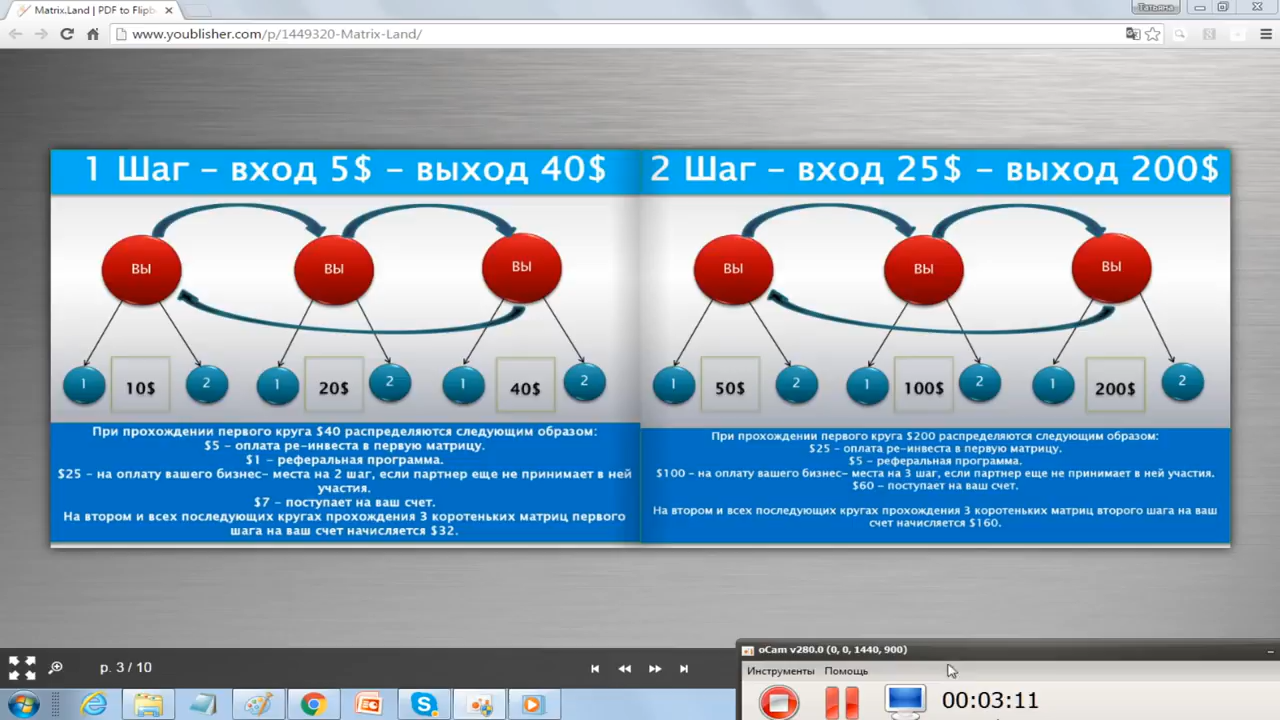 Matrix.Land | PDF to Flipb
Татьяна
www.youblisher.com/p/1449320-Matrix-Land/
1 Шаг – вход 5$ – выход 40$
ВЫ ВЫ ВЫ
1 10$ 2 1 20$ 2 1 40$ 2
При прохождении первого круга $40 распределяются следующим образом:
$5 – оплата ре-инвеста в первую матрицу.
$1 – реферальная программа.
$25 – на оплату вашего бизнес- места на 2 шаг, если партнер еще не принимает в ней
участия.
$7 – поступает на ваш счет.
На втором и всех последующих кругах прохождения 3 коротеньких матриц первого
шага на ваш счет начисляется $32.
2 Шаг – вход 25$ – выход 200$
ВЫ ВЫ ВЫ
1 50$ 2 1 100$ 2 1 200$ 2
При прохождении первого круга $200 распределяются следующим образом:
$25 – оплата ре-инвеста в первую матрицу.
$5 – реферальная программа.
$100 – на оплату вашего бизнес– места на 3 шаг, если партнер еще не принимает в ней участия.
$60 – поступает на ваш счет.
На втором и всех последующих кругах прохождения 3 коротеньких матриц второго шага на ваш
счет начисляется $160.
p. 3 / 10
oCam v280.0 (0, 0, 1440, 900)
Инструменты Помощь
00:03:11